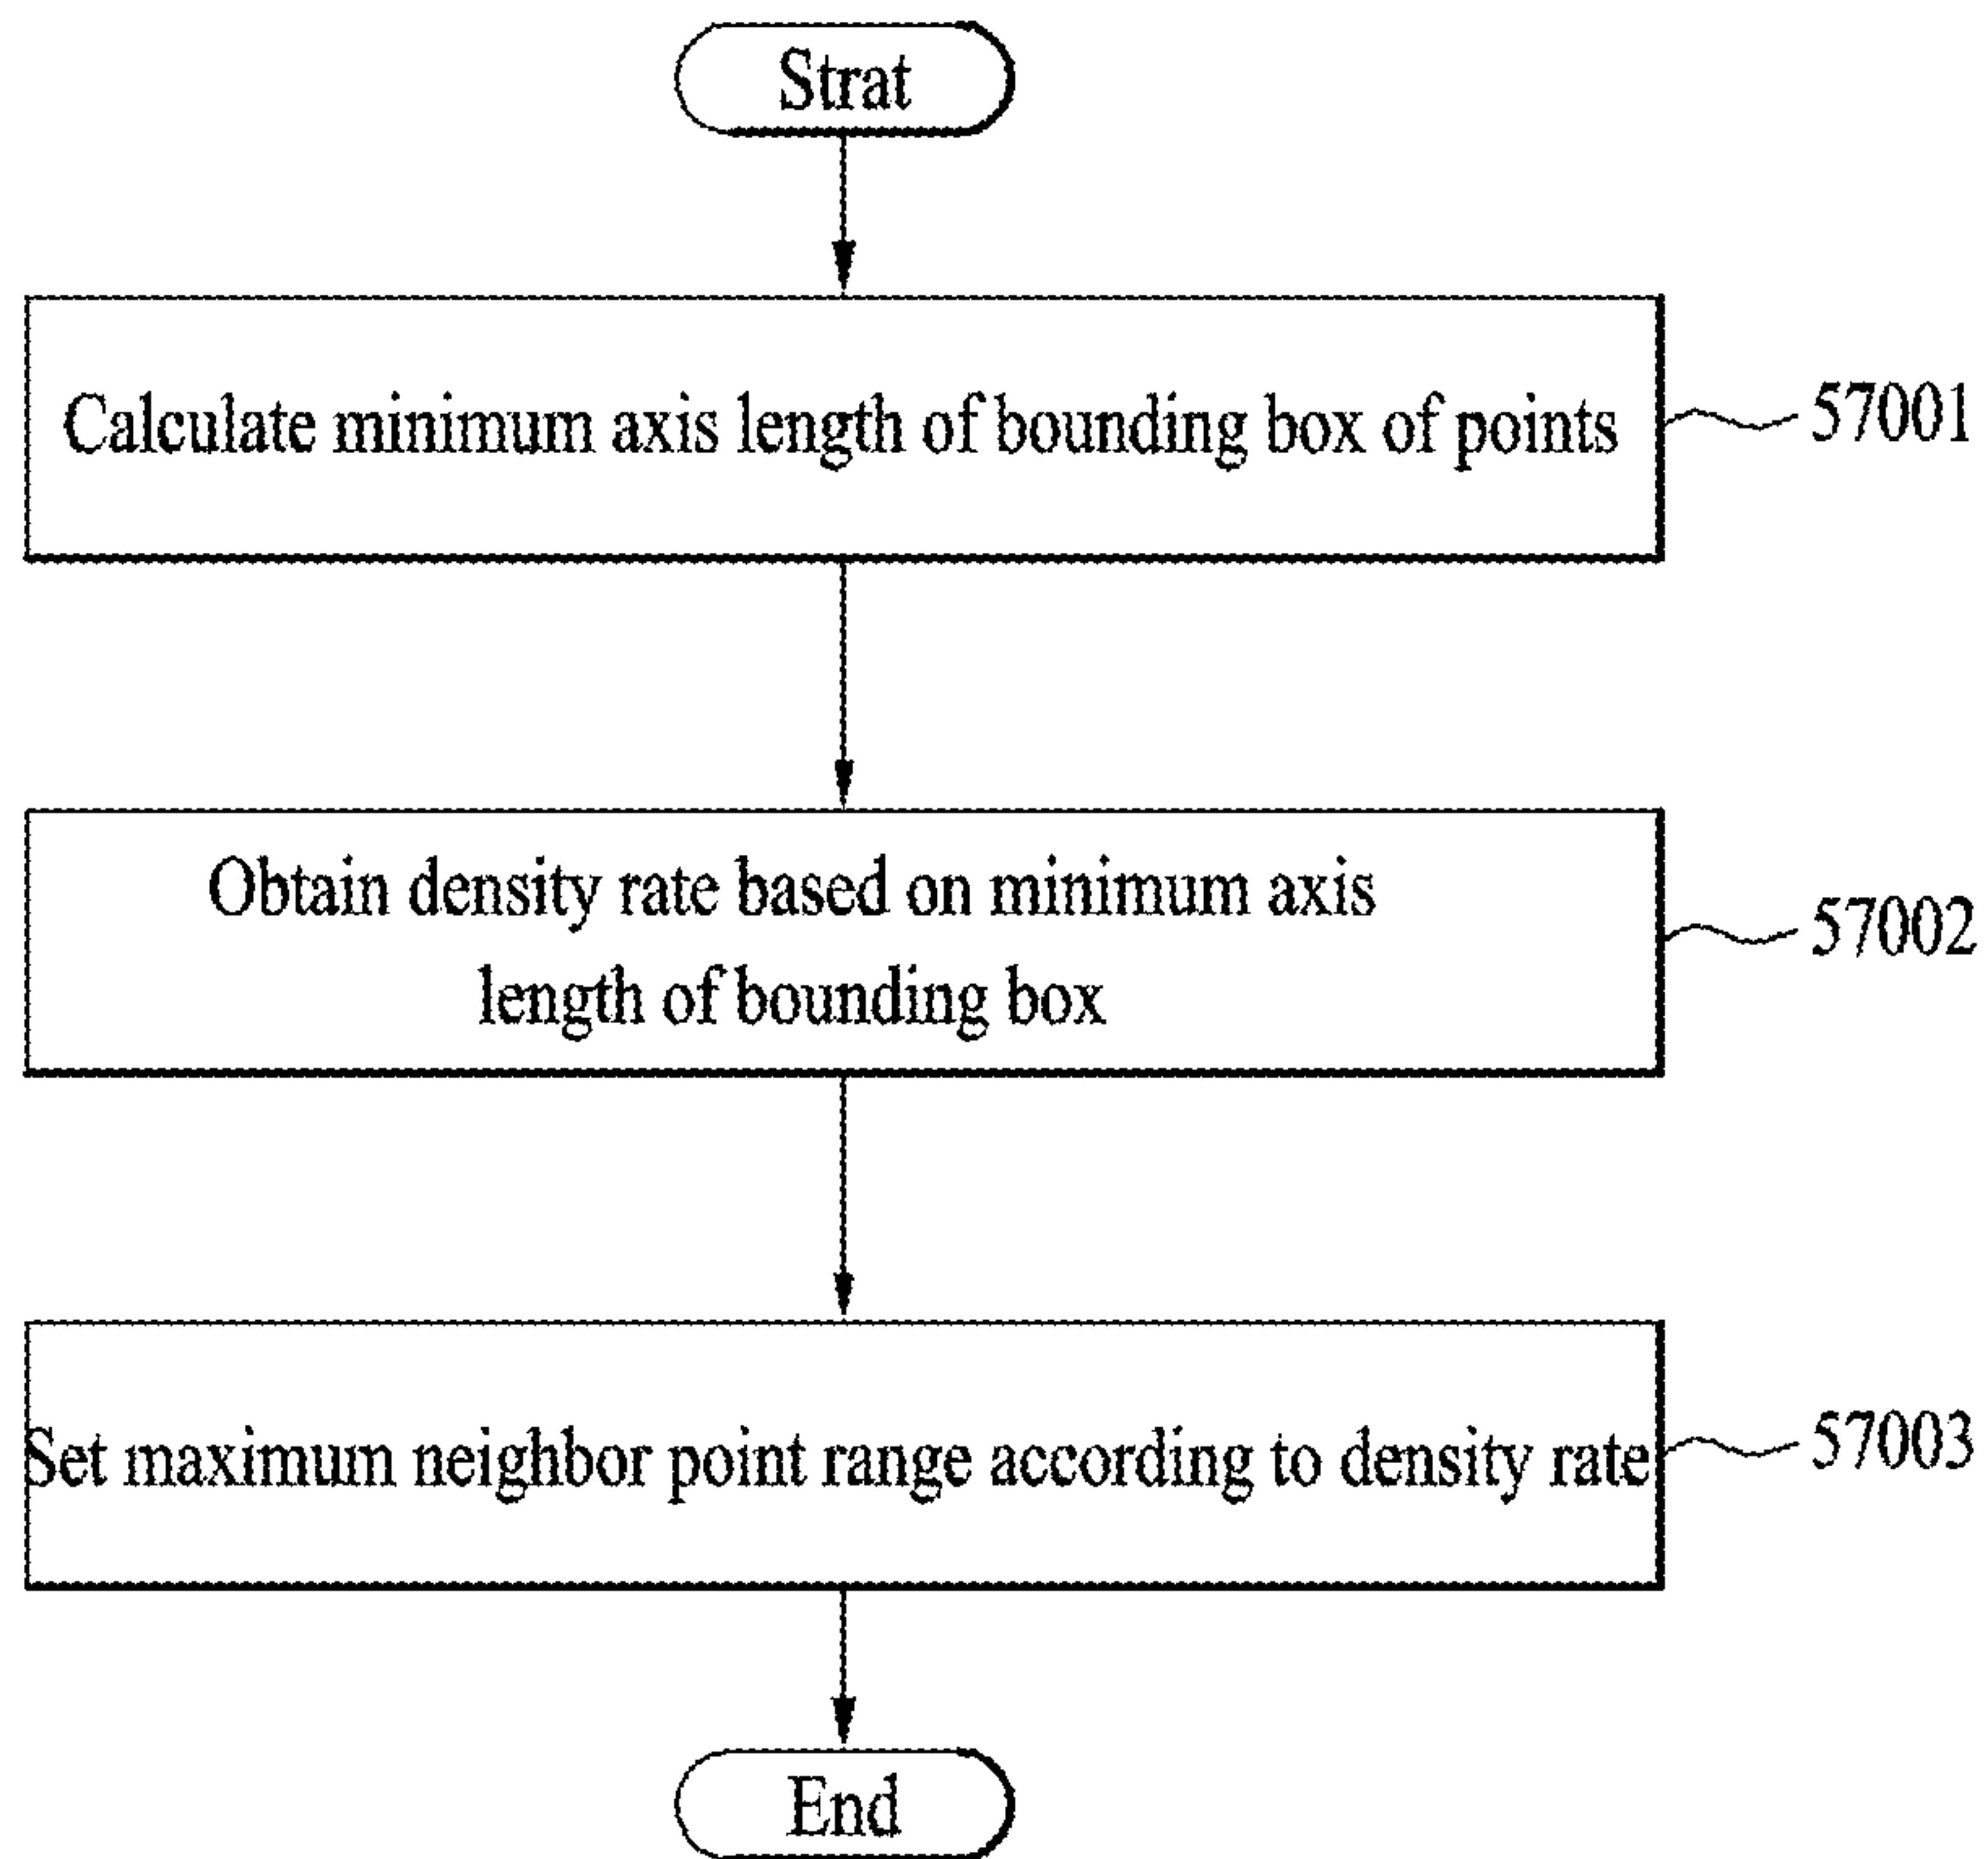 Strat
Calculate minimum axis length of bounding box of points
57001
Obtain density rate based on minimum axis
length of bounding box
57002
Set maximum neighbor point range according to density rate
57003
End